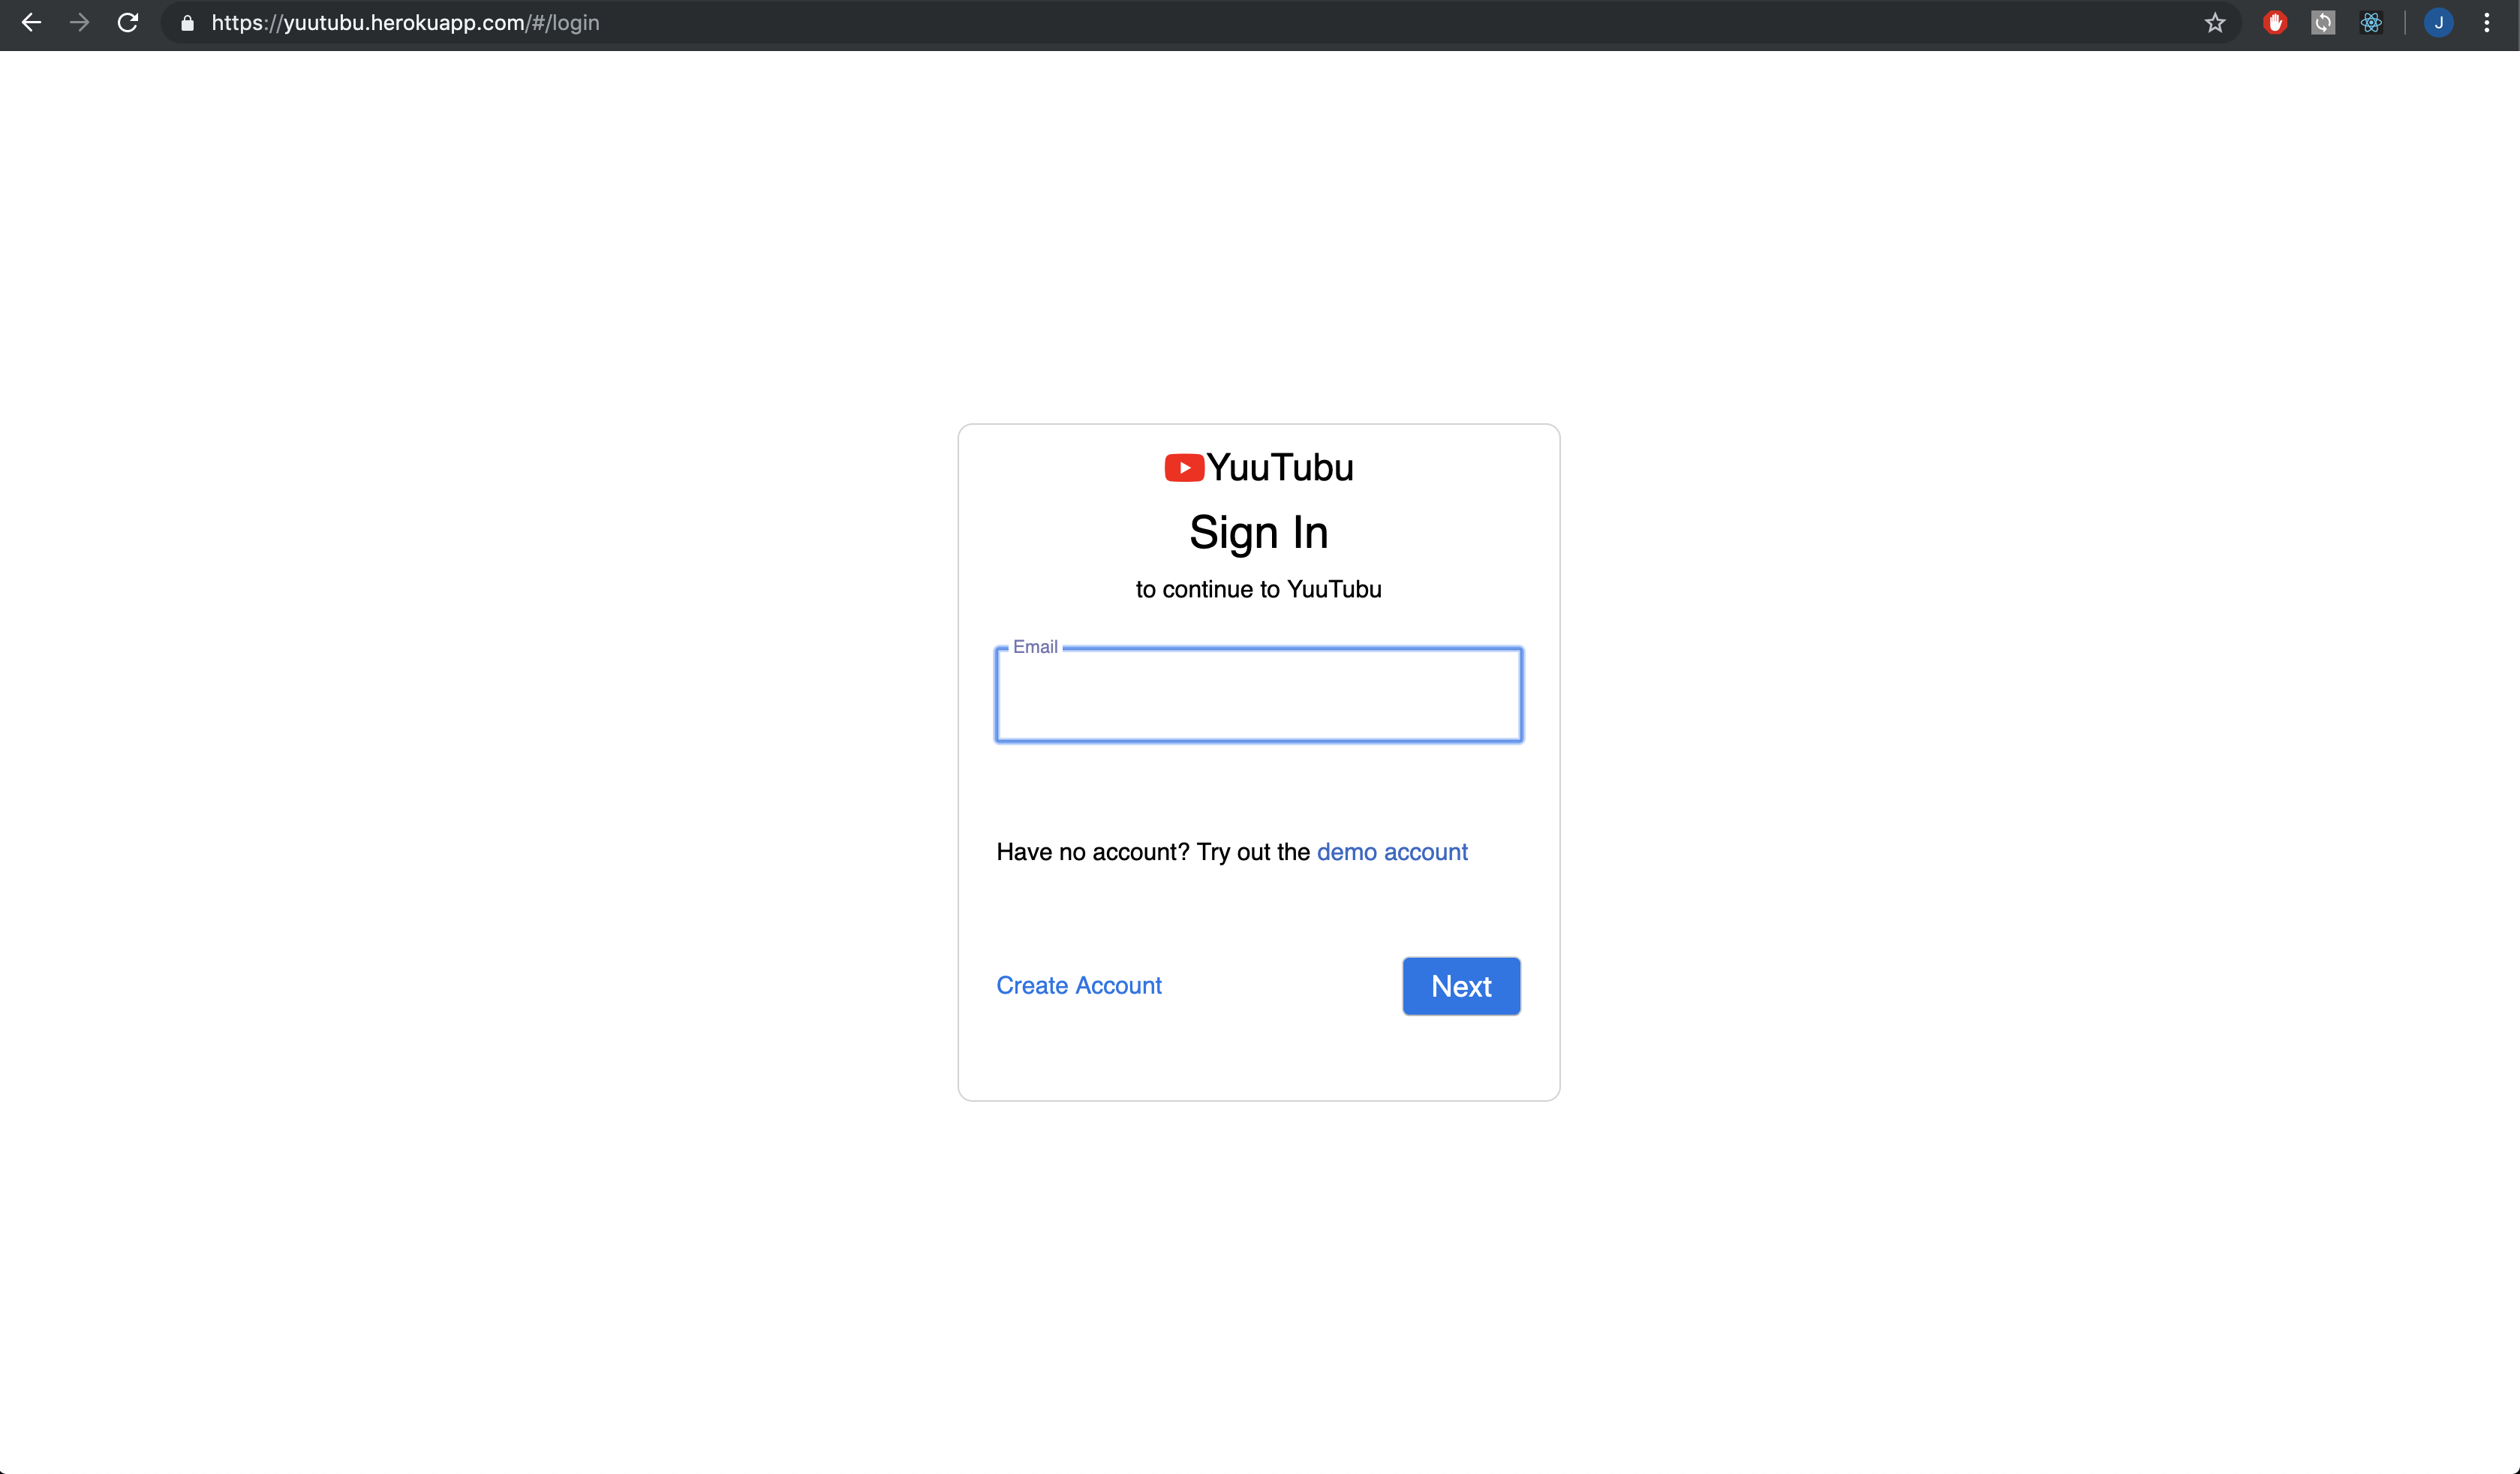 https://yuutubu.herokuapp.com/#/login
J
YuuTubu
Sign In
to continue to YuuTubu
Email
Have no account? Try out the demo account
Create Account
Next